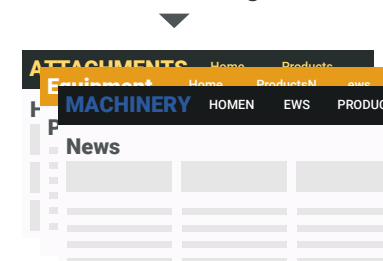 ATTACHMENTS Home Products
Equipment Home ProductsN ews
MACHINERY HOMEN EWS PRODUC
News